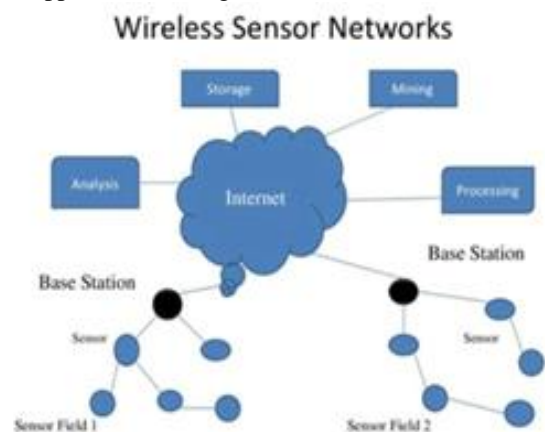 Wireless Sensor Networks
Storage
Mining
Analysis
Internet
Processing
Base Station
Base Station
Sensor
Sensor
Sensor Field 1
Sensor Field 2